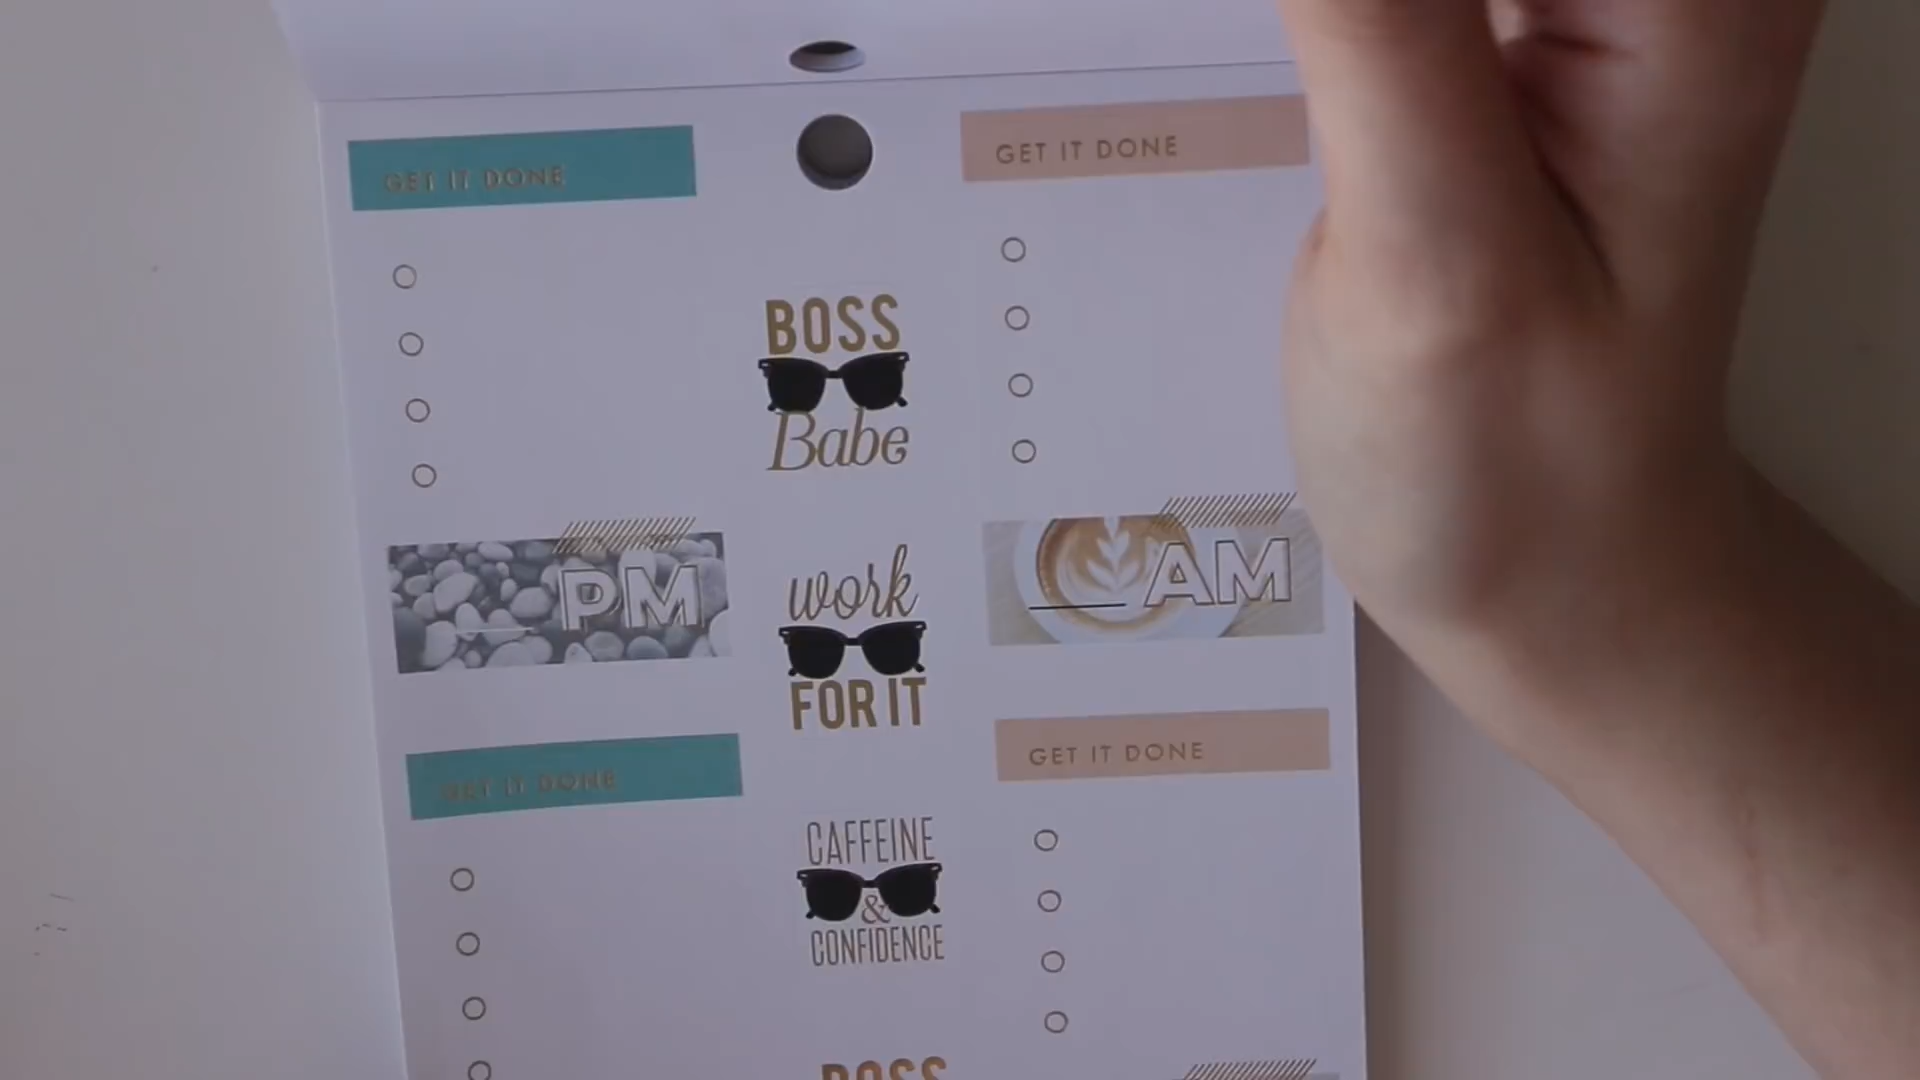 GET IT DONE
GET IT DONE
BOSS
Babe
PM
work
FOR IT
AM
GET IT DONE
GET IT DONE
CAFFEINE
&
CONFIDENCE
BOSS